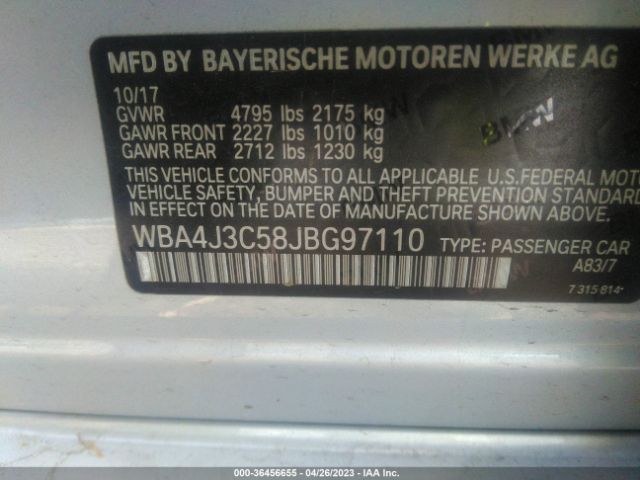 MFD BY BAYERISCHE MOTOREN WERKE AG
10/17
GVWR 4795 lbs 2175 kg
GAWR FRONT 2227 lbs 1010 kg
GAWR REAR 2712 lbs 1230 kg
BMW
THIS VEHICLE CONFORMS TO ALL APPLICABLE U.S.FEDERAL MOTO
VEHICLE SAFETY, BUMPER AND THEFT PREVENTION STANDARD
IN EFFECT ON THE DATE OF MANUFACTURE SHOWN ABOVE.
WBA4J3C58JBG97110 TYPE: PASSENGER CAR
A83/7
7 315 814
000-36456655 - 04/26/2023 - IAA Inc.